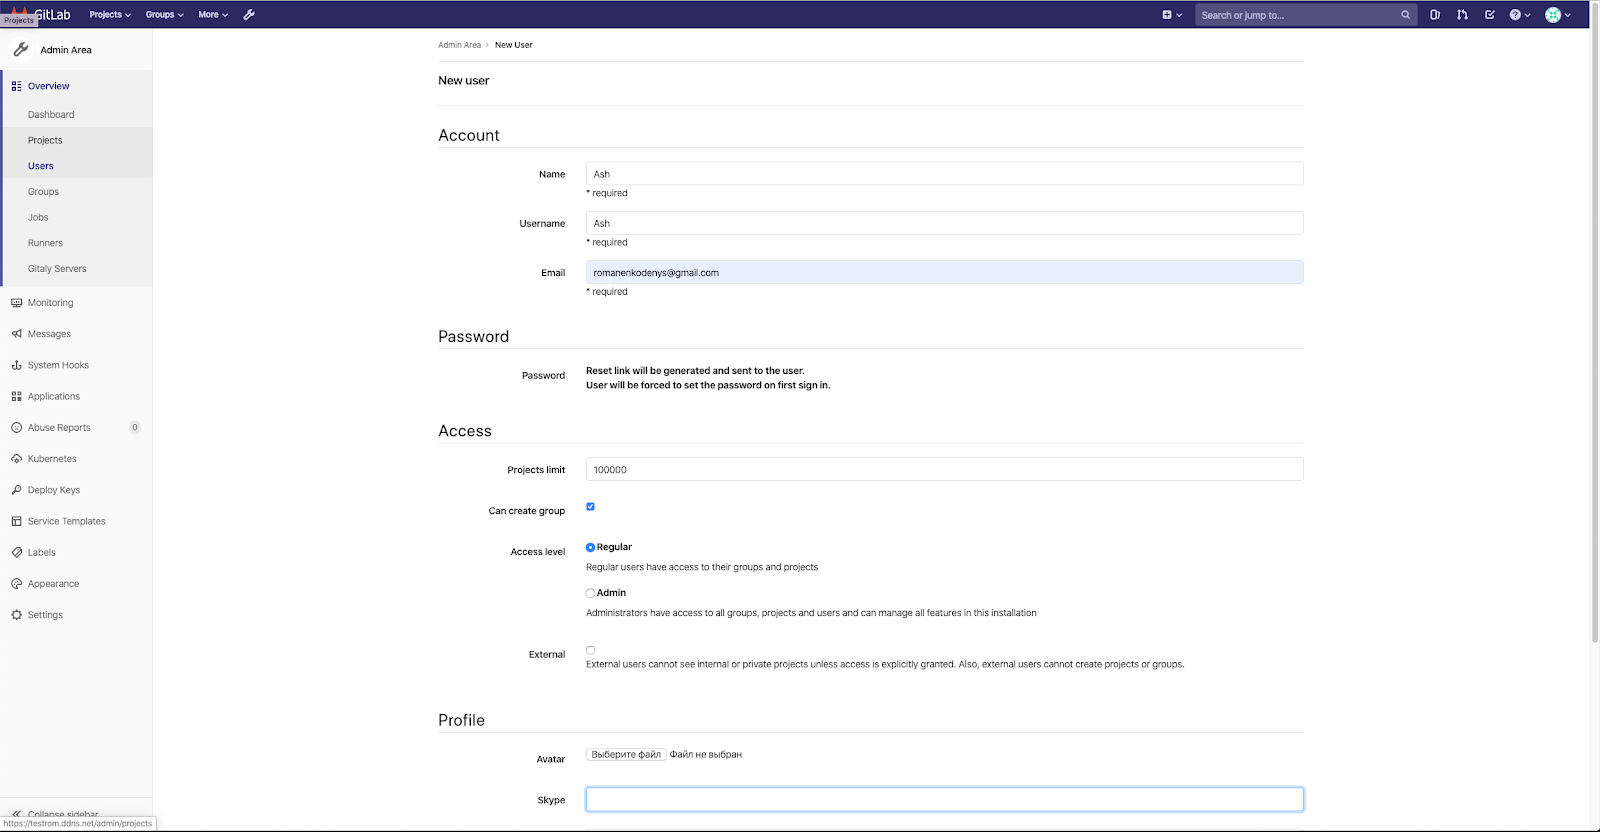 GitLab Projects Groups More Search or jump to...
Projects
Admin Area
Overview
Dashboard
Projects
Users
Groups
Jobs
Runners
Gitaly Servers
Monitoring
Messages
System Hooks
Applications
Abuse Reports 0
Kubernetes
Deploy Keys
Service Templates
Labels
Appearance
Settings
Collapse sidebar
https://testrom.ddns.net/admin/projects
Admin Area › New User
New user
Account
Name Ash
* required
Username Ash
* required
Email romanenkodenys@gmail.com
* required
Password
Password Reset link will be generated and sent to the user.
User will be forced to set the password on first sign in.
Access
Projects limit 100000
Can create group
Access level Regular
Regular users have access to their groups and projects
Admin
Administrators have access to all groups, projects and users and can manage all features in this installation
External
External users cannot see internal or private projects unless access is explicitly granted. Also, external users cannot create projects or groups.
Profile
Avatar Выберите файл Файл не выбран
Skype